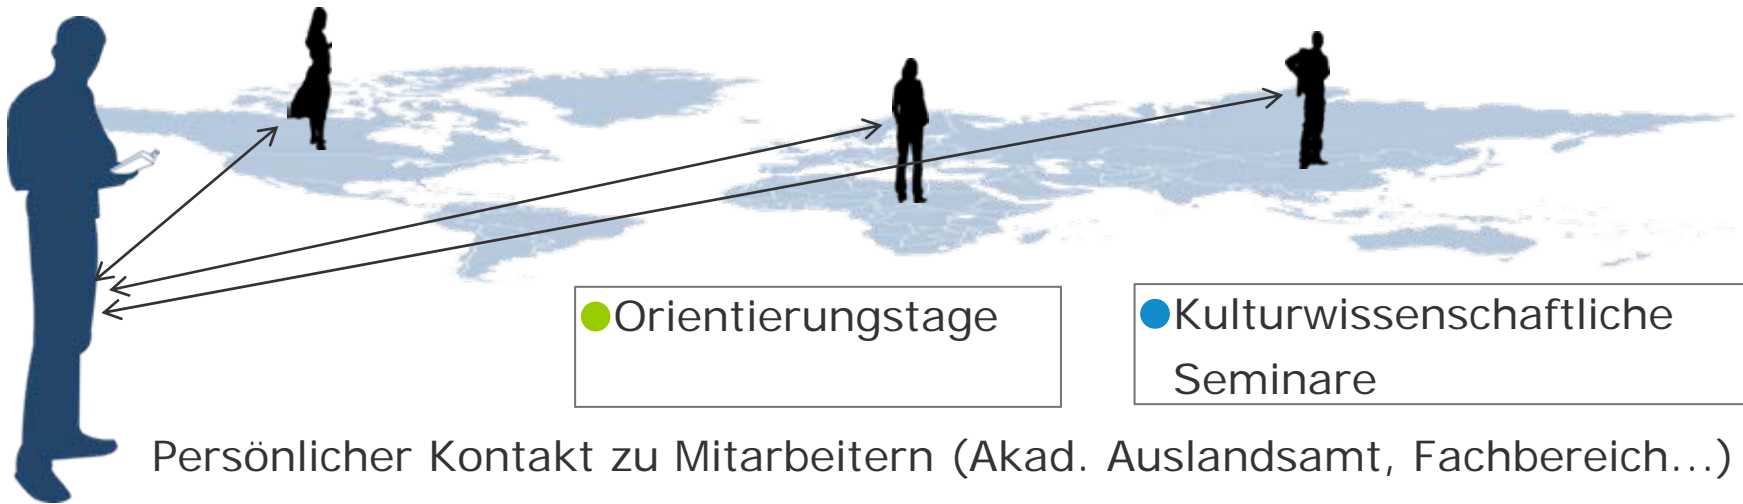 Orientierungstage
Kulturwissenschaftliche
Seminare
Persönlicher Kontakt zu Mitarbeitern (Akad. Auslandsamt, Fachbereich...)